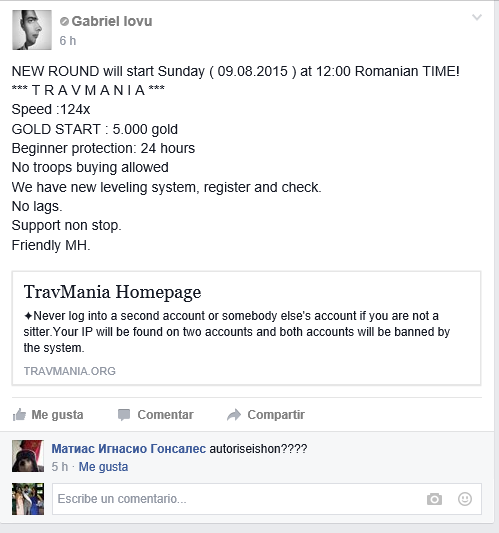 Gabriel Iovu
6 h
NEW ROUND will start Sunday ( 09.08.2015 ) at 12:00 Romanian TIME!
*** T R A V M A N I A ***
Speed :124x
GOLD START : 5.000 gold
Beginner protection: 24 hours
No troops buying allowed
We have new leveling system, register and check.
No lags.
Support non stop.
Friendly MH.
TravMania Homepage
✦Never log into a second account or somebody else's account if you are not a
sitter.Your IP will be found on two accounts and both accounts will be banned by
the system.
TRAVMANIA.ORG
Me gusta Comentar Compartir
Матиас Игнасио Гонсалес autoriseishon????
5 h · Me gusta
Escribe un comentario...